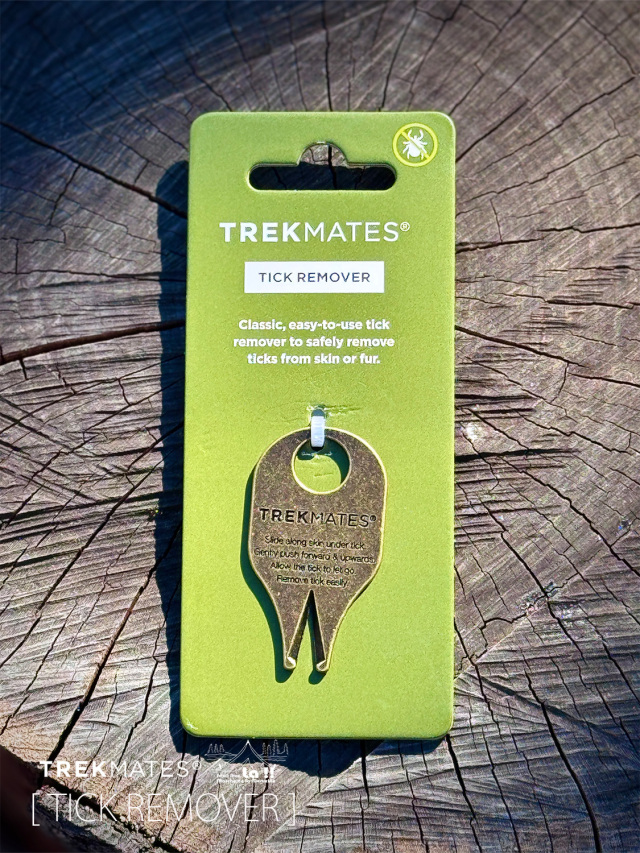 TREKMATES®
TICK REMOVER
Classic, easy-to-use tick
remover to safely remove
ticks from skin or fur.
TREKMATES®
Slide along skin under tick
Gently push forward & upwards
Allow the tick to let go
Remove tick easily
TREKMATES®
[ TICK REMOVER ]